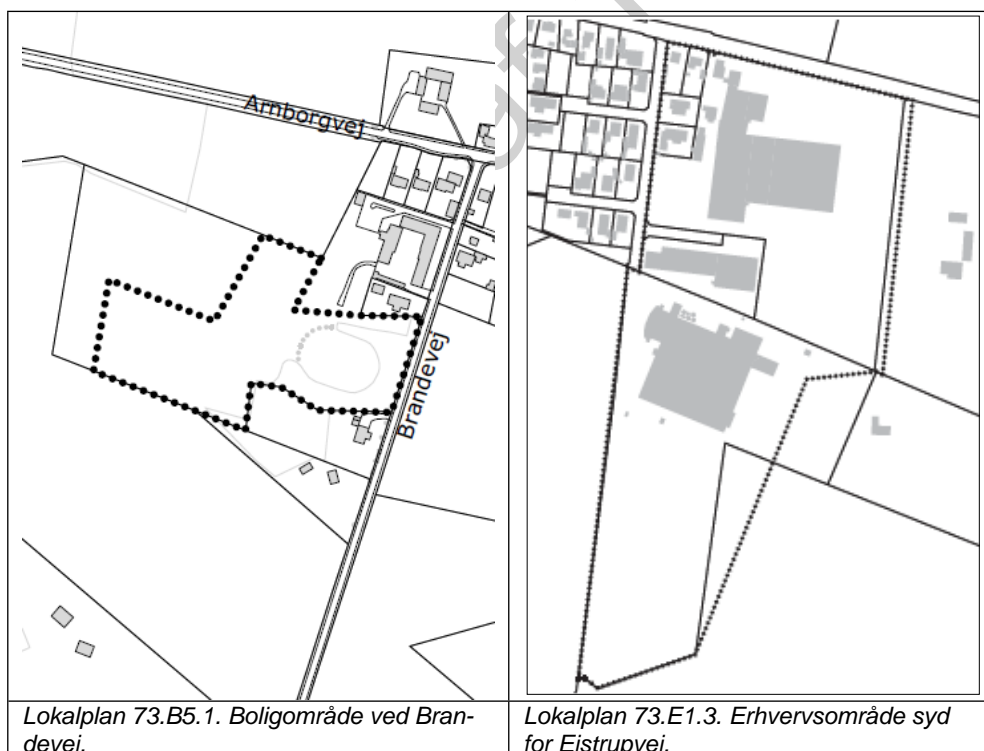 Arnborgvej
Brandevej
Lokalplan 73.B5.1. Boligområde ved Bran-
devej.
Lokalplan 73.E1.3. Erhvervsområde syd
for Ejstrupvej.